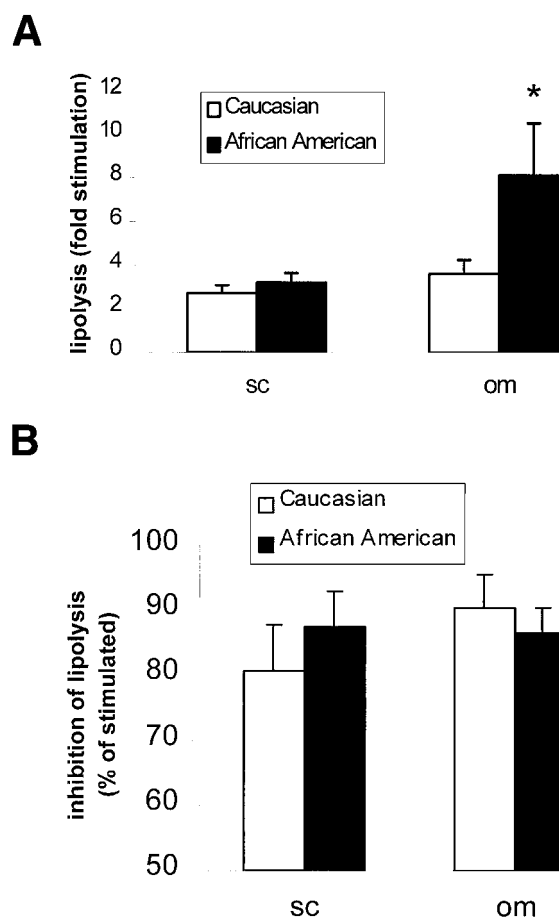 A
lipolysis (fold stimulation)
12
10
8
6
4
2
0
Caucasian
African American
*
sc
om
B
inhibition of lipolysis
(% of stimulated)
100
90
80
70
60
50
Caucasian
African American
sc
om